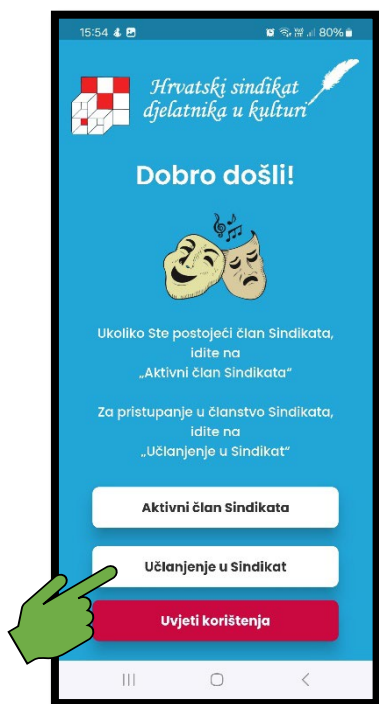 15:54 80%
Hrvatski sindikat
djelatnika u kulturi
Dobro došli!
Ukoliko Ste postojeći član Sindikata,
idite na
„Aktivni član Sindikata“
Za pristupanje u članstvo Sindikata,
idite na
„Učlanjenje u Sindikat“
Aktivni član Sindikata
Učlanjenje u Sindikat
Uvjeti korištenja